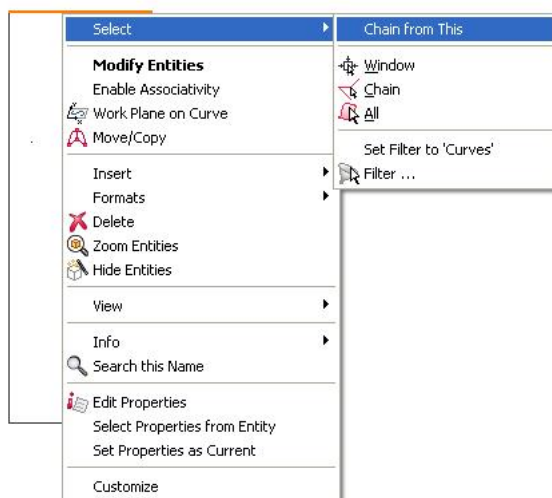 Select
Modify Entities
Enable Associativity
Work Plane on Curve
Move/Copy
Insert
Formats
Delete
Zoom Entities
Hide Entities
View
Info
Search this Name
Edit Properties
Select Properties from Entity
Set Properties as Current
Customize
Chain from This
Window
Chain
All
Set Filter to 'Curves'
Filter ...